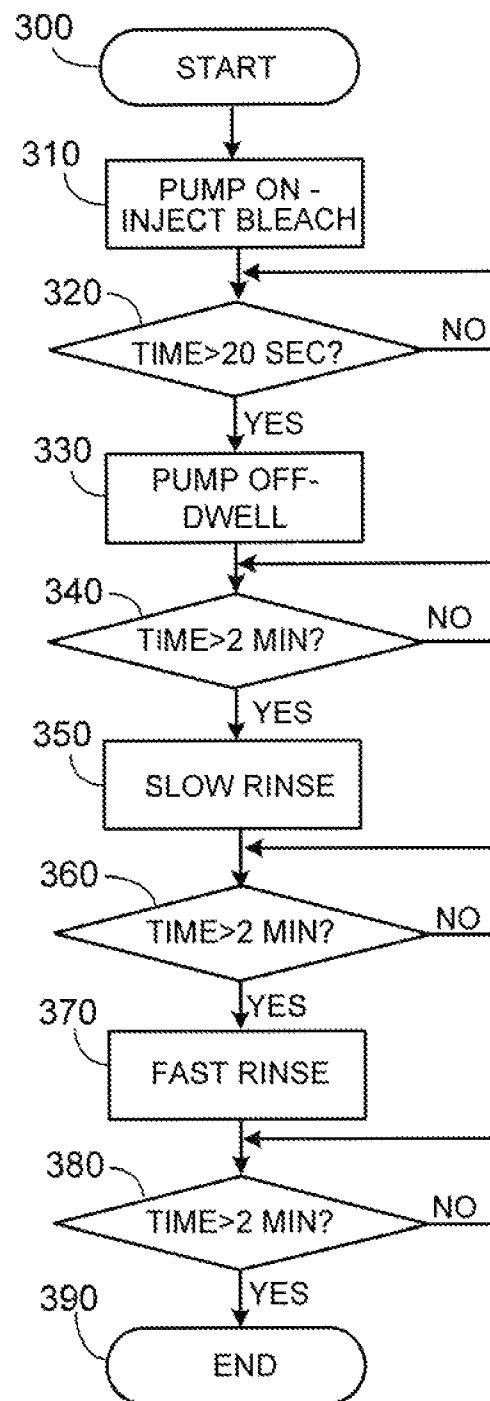 300
START
310
PUMP ON -
INJECT BLEACH
320
TIME>20 SEC?
NO
YES
330
PUMP OFF-
DWELL
340
TIME>2 MIN?
NO
YES
350
SLOW RINSE
360
TIME>2 MIN?
NO
YES
370
FAST RINSE
380
TIME>2 MIN?
NO
YES
390
END